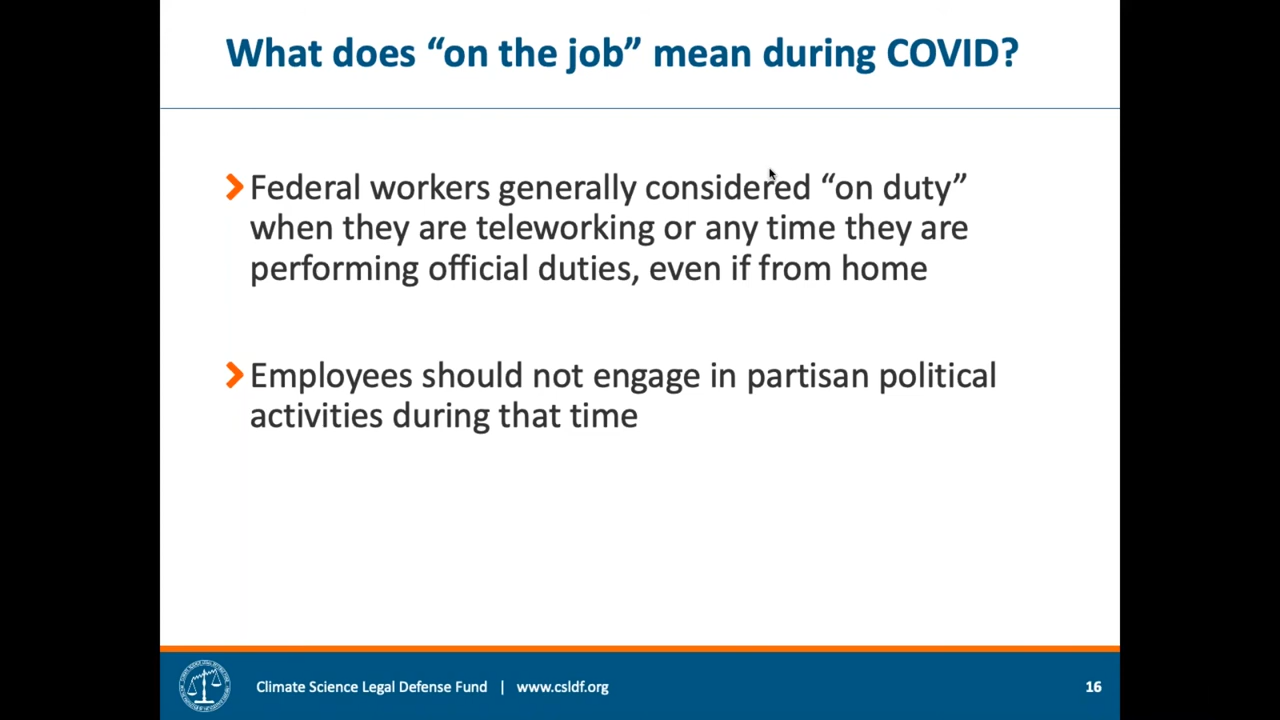 What does “on the job” mean during COVID?
Federal workers generally considered “on duty”
when they are teleworking or any time they are
performing official duties, even if from home
Employees should not engage in partisan political
activities during that time
Climate Science Legal Defense Fund | www.csldf.org
16